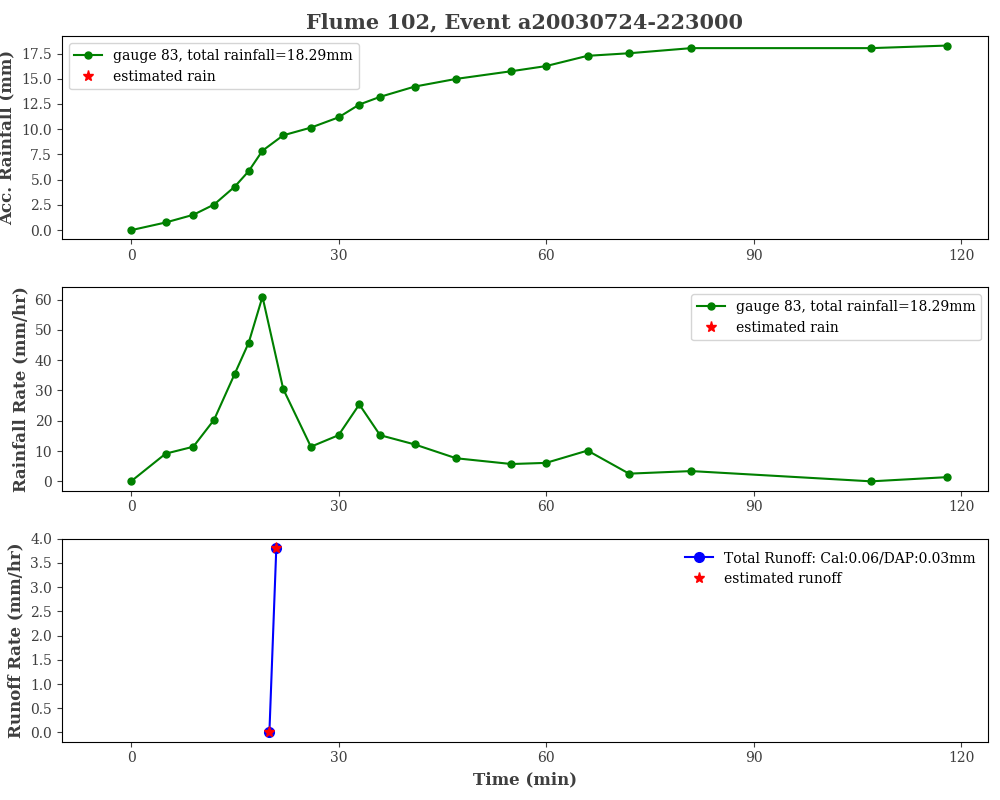 Flume 102, Event a20030724-223000
Acc. Rainfall (mm)
17.5
15.0
12.5
10.0
7.5
5.0
2.5
0.0
gauge 83, total rainfall=18.29mm
estimated rain
0 30 60 90 120
Rainfall Rate (mm/hr)
60
50
40
30
20
10
0
gauge 83, total rainfall=18.29mm
estimated rain
0 30 60 90 120
Runoff Rate (mm/hr)
4.0
3.5
3.0
2.5
2.0
1.5
1.0
0.5
0.0
Total Runoff: Cal:0.06/DAP:0.03mm
estimated runoff
0 30 60 90 120
Time (min)